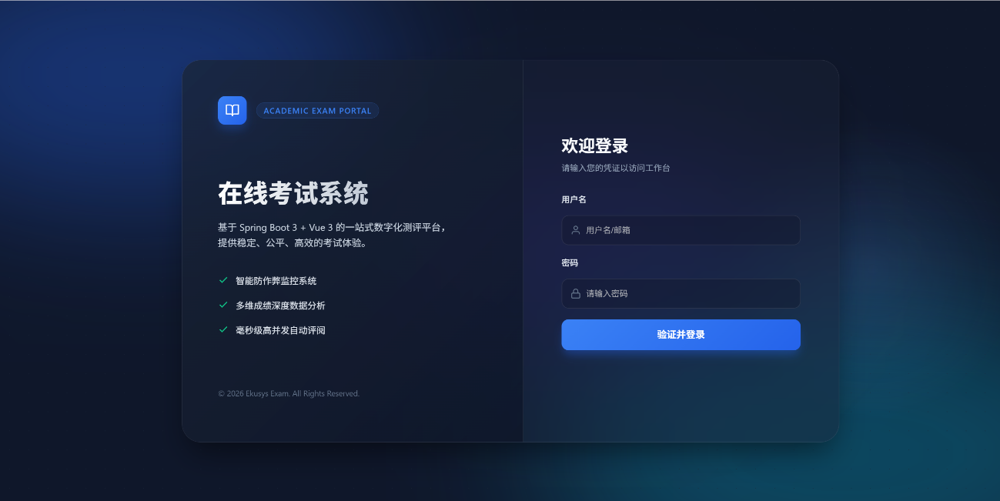 ACADEMIC EXAM PORTAL
在线考试系统
基于 Spring Boot 3 + Vue 3 的一站式数字化测评平台，
提供稳定、公平、高效的考试体验。
智能防作弊监控系统
多维成绩深度数据分析
毫秒级高并发自动评阅
© 2026 Ekusys Exam. All Rights Reserved.
欢迎登录
请输入您的凭证以访问工作台
用户名
用户名/邮箱
密码
请输入密码
验证并登录